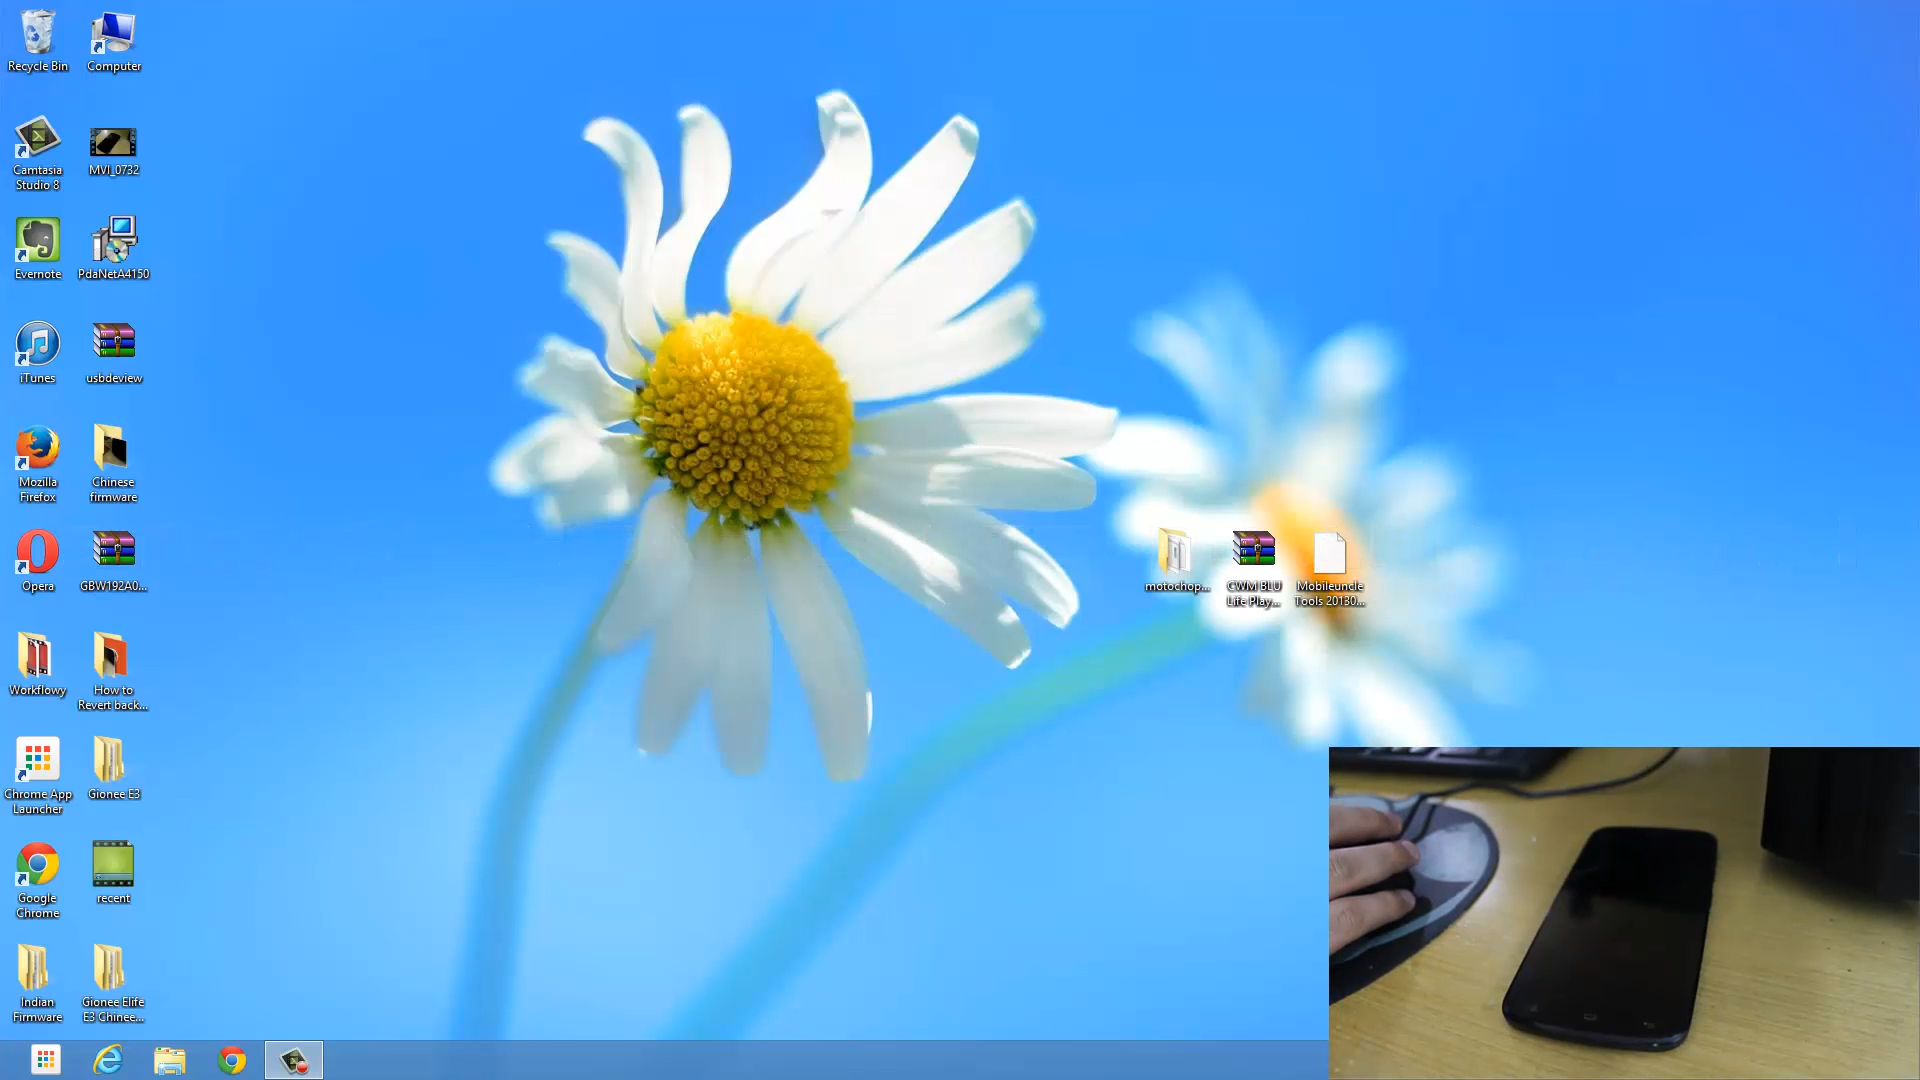 Recycle Bin
Computer
Camtasia
Studio 8
MVI_0732
Evernote
PdaNetA4150
iTunes
usbdeview
Mozilla
Firefox
Chinese
firmware
Opera
GBW192A0...
Workflowy
How to
Revert back...
Chrome App
Launcher
Gionee E3
Google
Chrome
recent
Indian
Firmware
Gionee Elife
E3 Chinee...
motochop...
CWM BLU
Life Play...
Mobileuncle
Tools 20130...